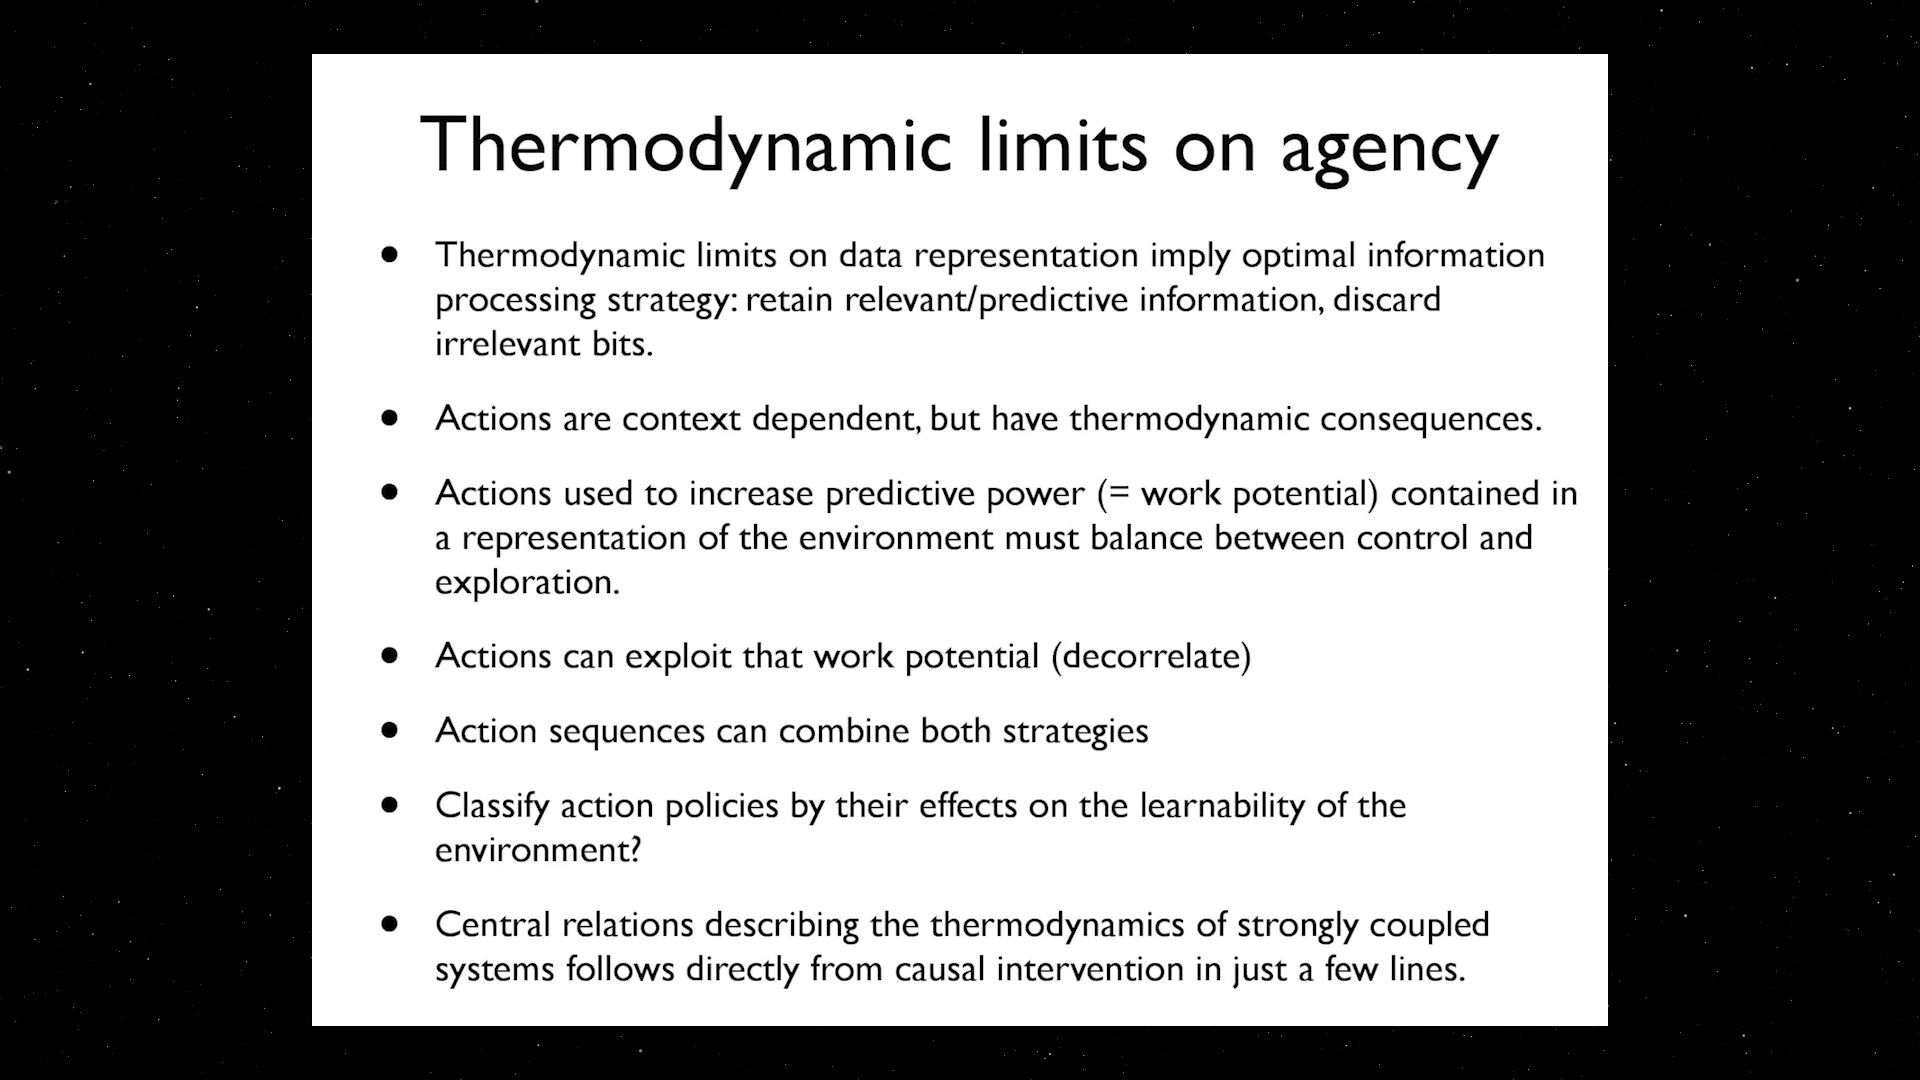 Thermodynamic limits on agency
• Thermodynamic limits on data representation imply optimal information
processing strategy: retain relevant/predictive information, discard
irrelevant bits.
• Actions are context dependent, but have thermodynamic consequences.
• Actions used to increase predictive power (= work potential) contained in
a representation of the environment must balance between control and
exploration.
• Actions can exploit that work potential (decorrelate)
• Action sequences can combine both strategies
• Classify action policies by their effects on the learnability of the
environment?
• Central relations describing the thermodynamics of strongly coupled
systems follows directly from causal intervention in just a few lines.